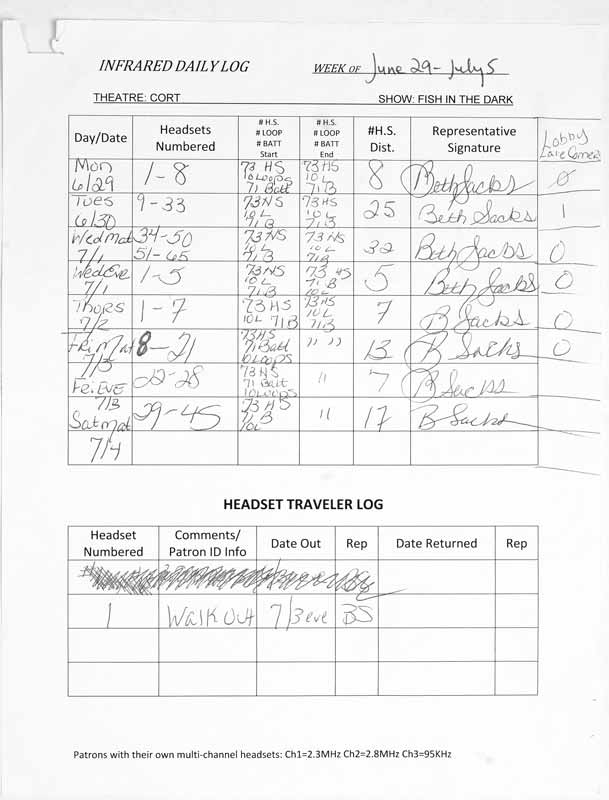 INFRARED DAILY LOG WEEK OF June 29-July 5
THEATRE: CORT SHOW: FISH IN THE DARK
Day/Date Headsets Numbered # H.S. # LOOP # BATT Start # H.S. # LOOP # BATT End #H.S. Dist. Representative Signature Lobby Late Comers
Mon 6/29 1-8 73 HS 10 Loops 71 Batt 73 HS 10 L 71 B 8 Beth Sacks 0
Tues 6/30 9-33 73 HS 10 L 71 B 73 HS 10 L 71 B 25 Beth Sacks 1
Wed Mat 7/1 34-50 51-65 73 HS 10 L 71 B 73 HS 10 L 71 B 32 Beth Sacks 0
Wed Eve 7/1 1-5 73 HS 10 L 71 B 73 HS 71 B 10 L 5 Beth Sacks 0
Thurs 7/2 1-7 73 HS 10 L 71 B 73 HS 10 L 71 B 7 B Sacks 0
Fri Mat 7/3 8-21 73 HS 71 Batt 10 Loops " " 13 B Sacks 0
Fri Eve 7/3 22-28 73 HS 71 Batt 10 Loops " 7 B Sacks
Sat Mat 7/4 29-45 73 HS 71 B 10 L " 17 B Sacks
HEADSET TRAVELER LOG
Headset Numbered Comments/ Patron ID Info Date Out Rep Date Returned Rep
1 Walk Out 7/3 eve BS
Patrons with their own multi-channel headsets: Ch1=2.3MHz Ch2=2.8MHz Ch3=95KHz